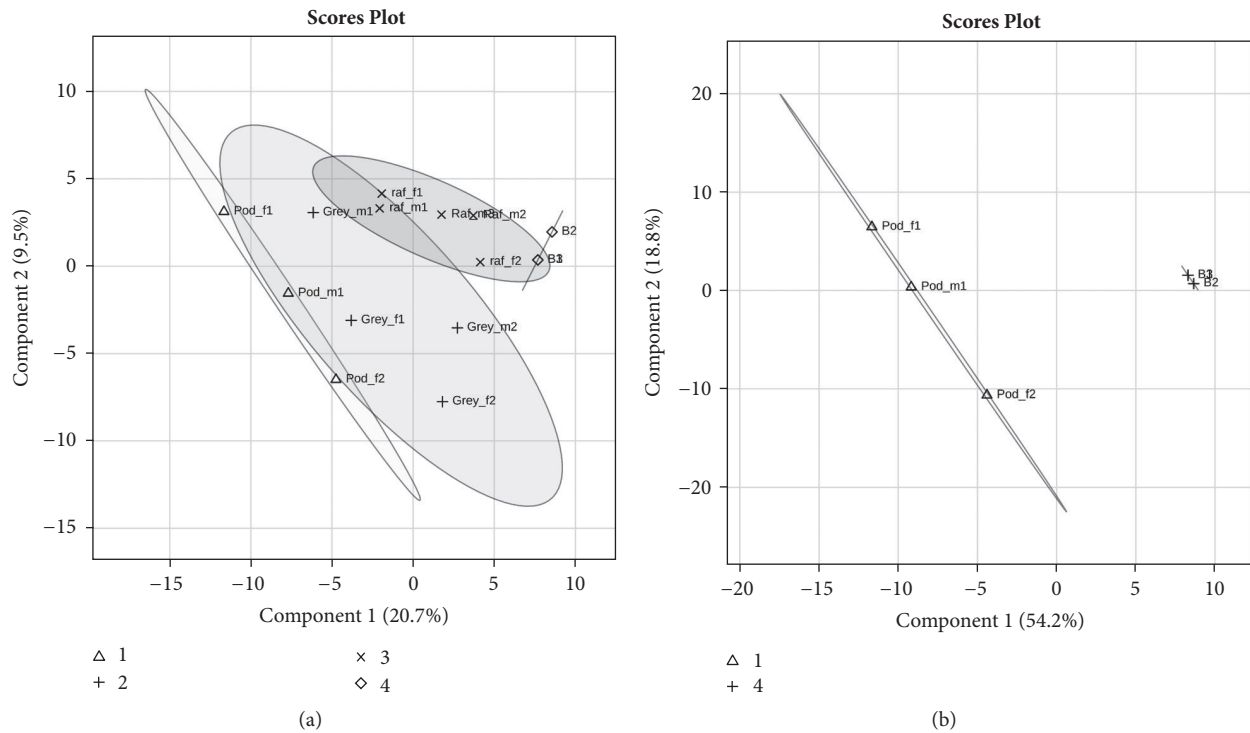 Scores Plot
10
5
0
−5
−10
−15
Component 2 (9.5%)
Pod_f1
Grey_m1
raf_f1
raf_m1
Raf_m2
B2
raf_f2
Pod_m1
Grey_f1
Grey_m2
Pod_f2
Grey_f2
−15 −10 −5 0 5 10
Component 1 (20.7%)
1 3
2 4
(a)
Scores Plot
20
10
0
−10
−20
Component 2 (18.8%)
Pod_f1
Pod_m1
B2
Pod_f2
−20 −15 −10 −5 0 5 10
Component 1 (54.2%)
1
4
(b)